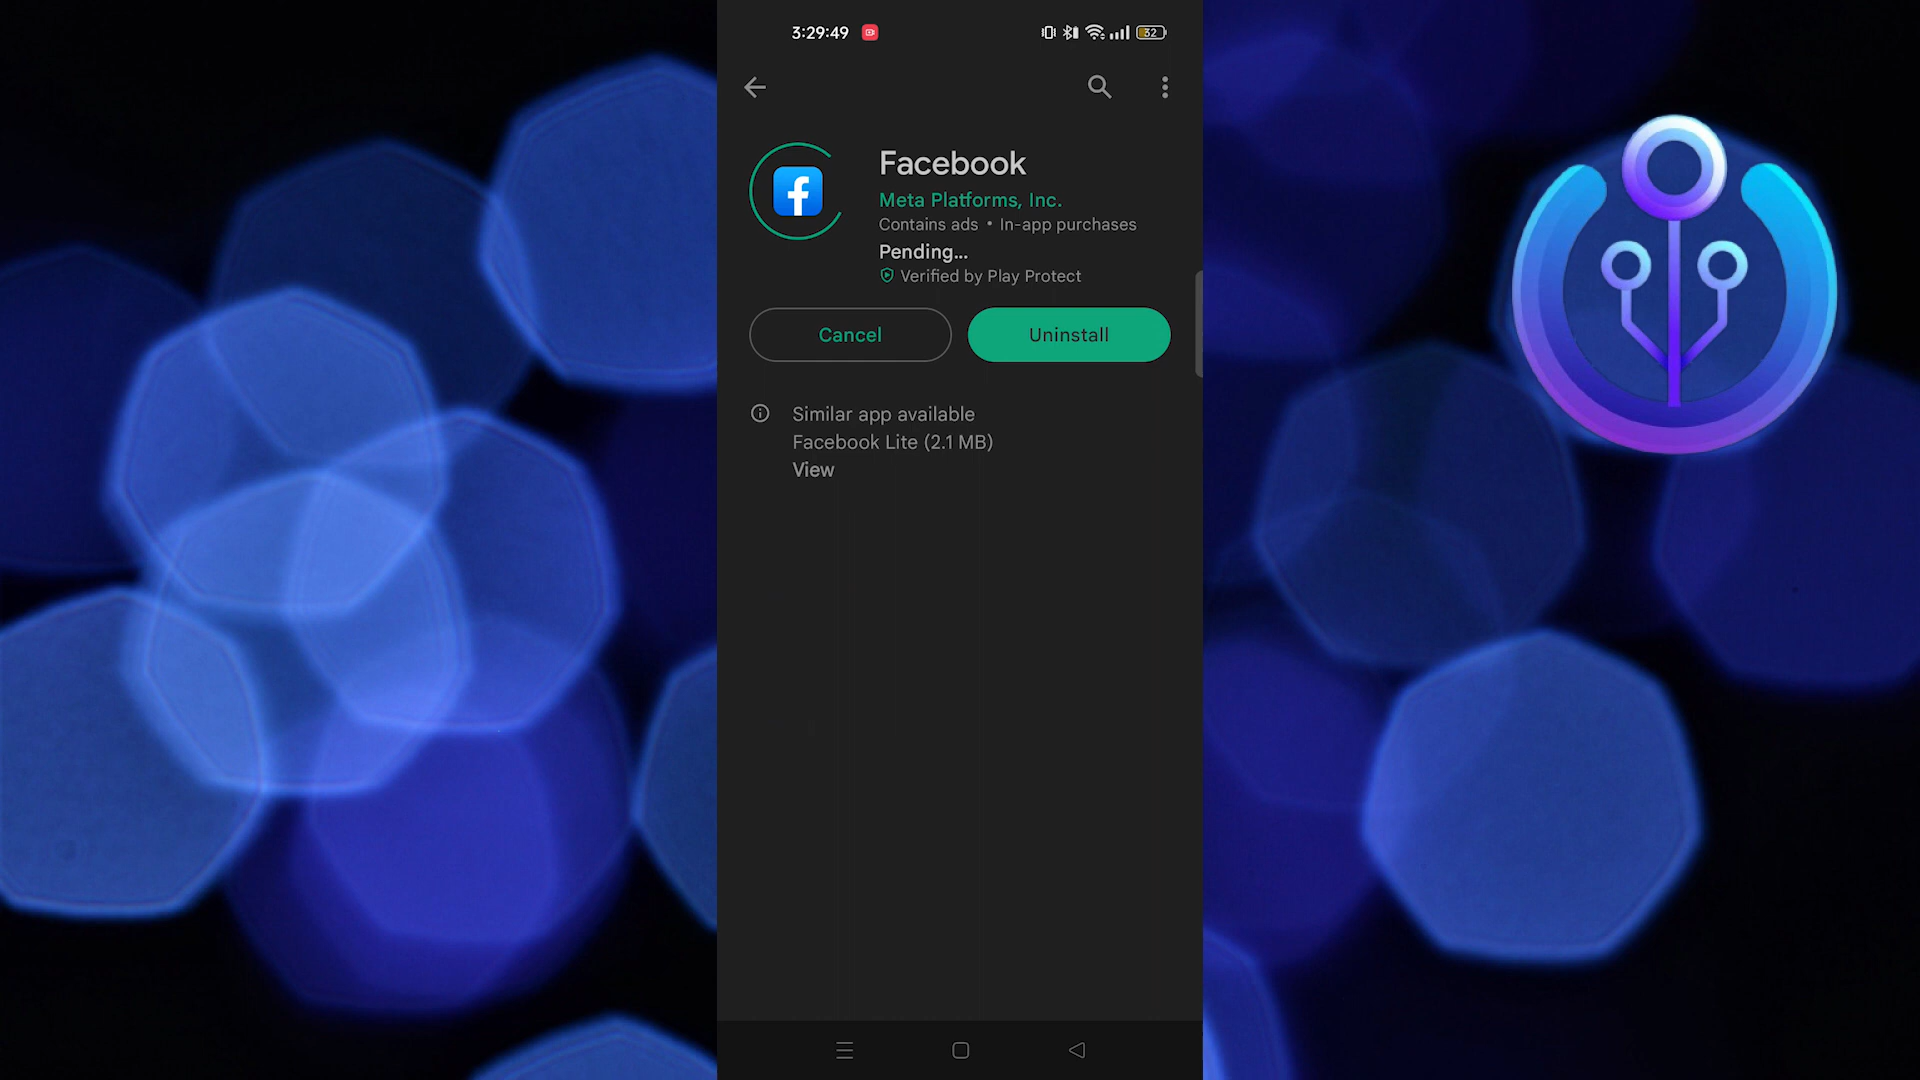 3:29:49
32
Facebook
Meta Platforms, Inc.
Contains ads • In-app purchases
Pending...
Verified by Play Protect
Cancel
Uninstall
Similar app available
Facebook Lite (2.1 MB)
View